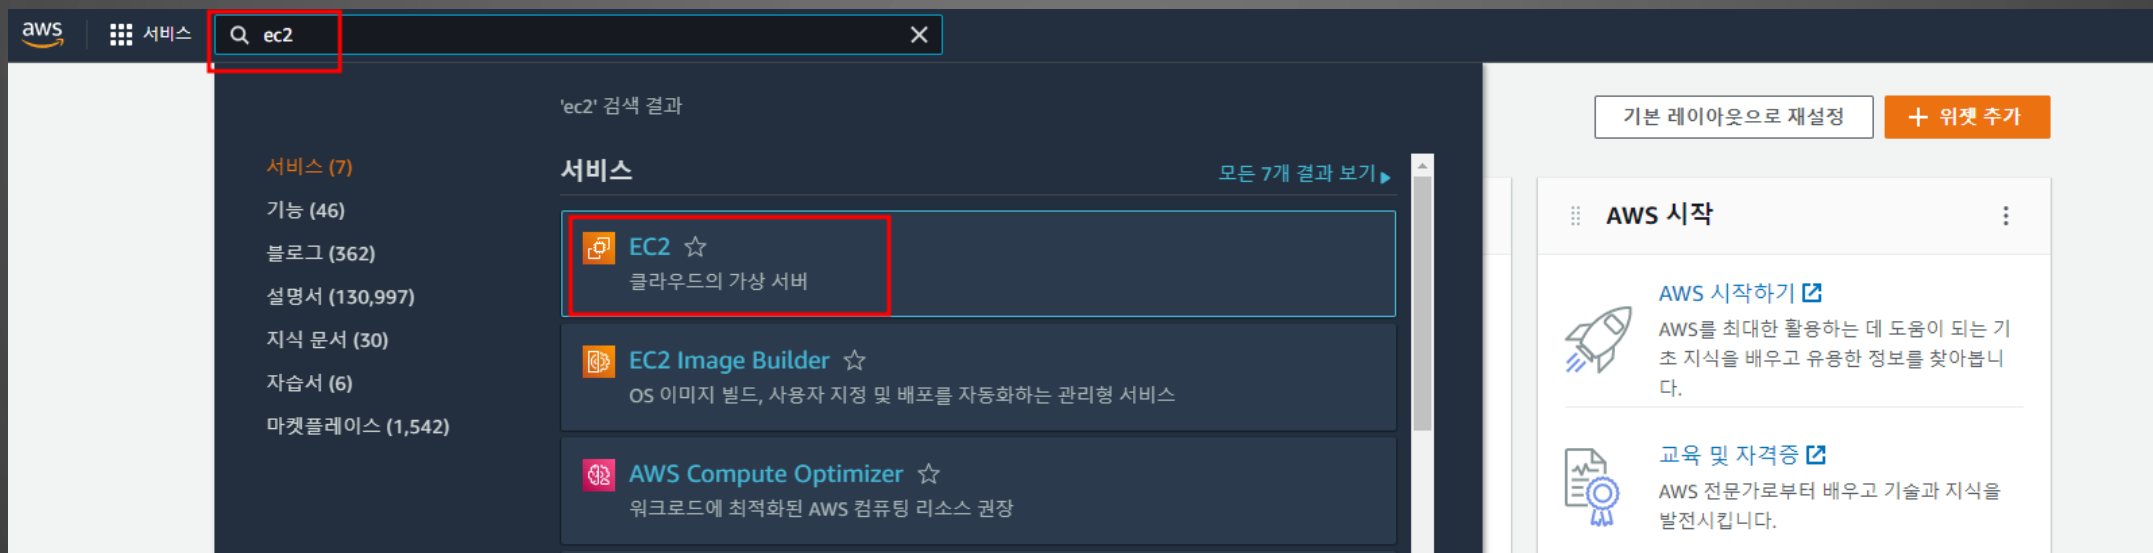 aws
서비스
ec2
'ec2' 검색 결과
기본 레이아웃으로 재설정
위젯 추가
서비스 (7)
기능 (46)
블로그 (362)
설명서 (130,997)
지식 문서 (30)
자습서 (6)
마켓플레이스 (1,542)
서비스
모든 7개 결과 보기
EC2
클라우드의 가상 서버
EC2 Image Builder
OS 이미지 빌드, 사용자 지정 및 배포를 자동화하는 관리형 서비스
AWS Compute Optimizer
워크로드에 최적화된 AWS 컴퓨팅 리소스 권장
AWS 시작
AWS 시작하기
AWS를 최대한 활용하는 데 도움이 되는 기
초 지식을 배우고 유용한 정보를 찾아봅니
다.
교육 및 자격증
AWS 전문가로부터 배우고 기술과 지식을
발전시킵니다.